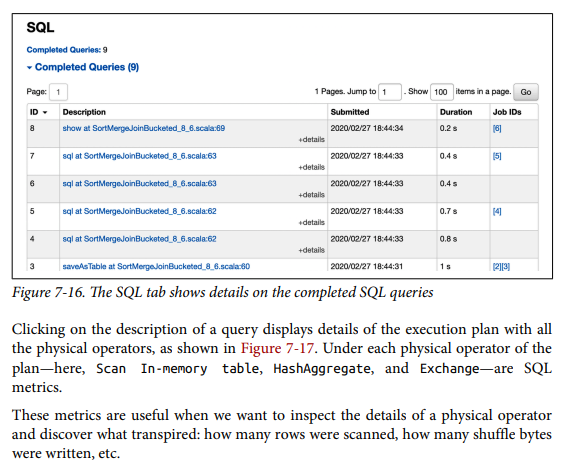 SQL
Completed Queries: 9
Completed Queries (9)
Page: 1 1 Pages. Jump to 1 . Show 100 items in a page. Go
ID Description Submitted Duration Job IDs
8 show at SortMergeJoinBucketed_8_6.scala:69 2020/02/27 18:44:34 0.2 s [6]
+details
7 sql at SortMergeJoinBucketed_8_6.scala:63 2020/02/27 18:44:33 0.4 s [5]
+details
6 sql at SortMergeJoinBucketed_8_6.scala:63 2020/02/27 18:44:33 0.4 s
+details
5 sql at SortMergeJoinBucketed_8_6.scala:62 2020/02/27 18:44:33 0.7 s [4]
+details
4 sql at SortMergeJoinBucketed_8_6.scala:62 2020/02/27 18:44:33 0.8 s
+details
3 saveAsTable at SortMergeJoinBucketed_8_6.scala:60 2020/02/27 18:44:31 1 s [2][3]
Figure 7-16. The SQL tab shows details on the completed SQL queries
Clicking on the description of a query displays details of the execution plan with all
the physical operators, as shown in Figure 7-17. Under each physical operator of the
plan—here, Scan In-memory table, HashAggregate, and Exchange—are SQL
metrics.
These metrics are useful when we want to inspect the details of a physical operator
and discover what transpired: how many rows were scanned, how many shuffle bytes
were written, etc.